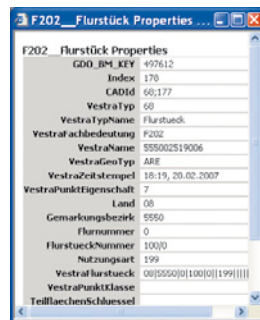 F202__Flurstück Properties ...
F202__Flurstück Properties
GDO_BM_KEY 497612
Index 178
CADId 68;177
VestraTyp 68
VestraTypName Flurstueck
VestraFachbedeutung F202
VestraName 555002519006
VestraGeoTyp ARE
VestraZeitstempel 18:19, 20.02.2007
VestraPunktEigenschaft 7
Land 08
Gemarkungsbezirk 5550
Flurnummer 0
FlurstueckNummer 100/0
Nutzungsart 199
VestraFlurstueck 08|5550|0|100|0||199|||||
VestraPunktKlasse
TeilflaechenSchluessel